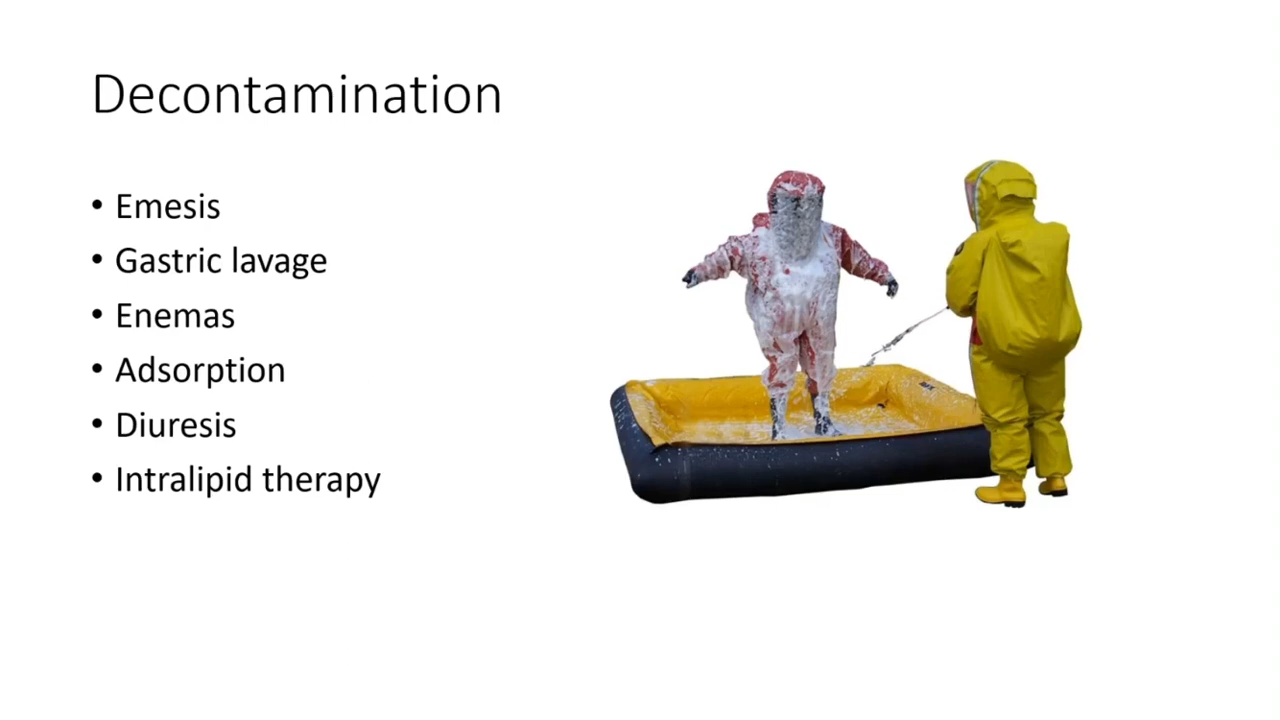 Decontamination
• Emesis
• Gastric lavage
• Enemas
• Adsorption
• Diuresis
• Intralipid therapy